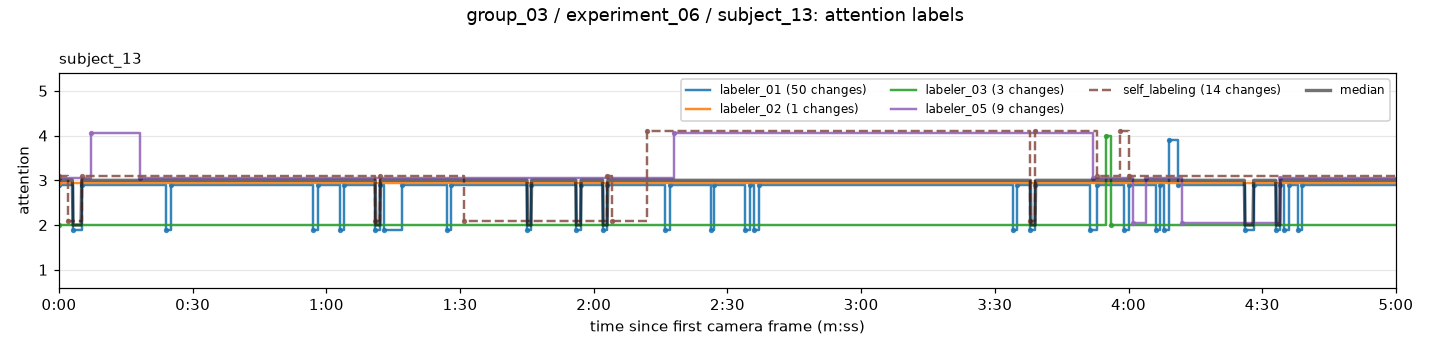 group_03 / experiment_06 / subject_13: attention labels
subject_13
labeler_01 (50 changes)
labeler_02 (1 changes)
labeler_03 (3 changes)
labeler_05 (9 changes)
self_labeling (14 changes)
median
attention
5
4
3
2
1
0:00 0:30 1:00 1:30 2:00 2:30 3:00 3:30 4:00 4:30 5:00
time since first camera frame (m:ss)